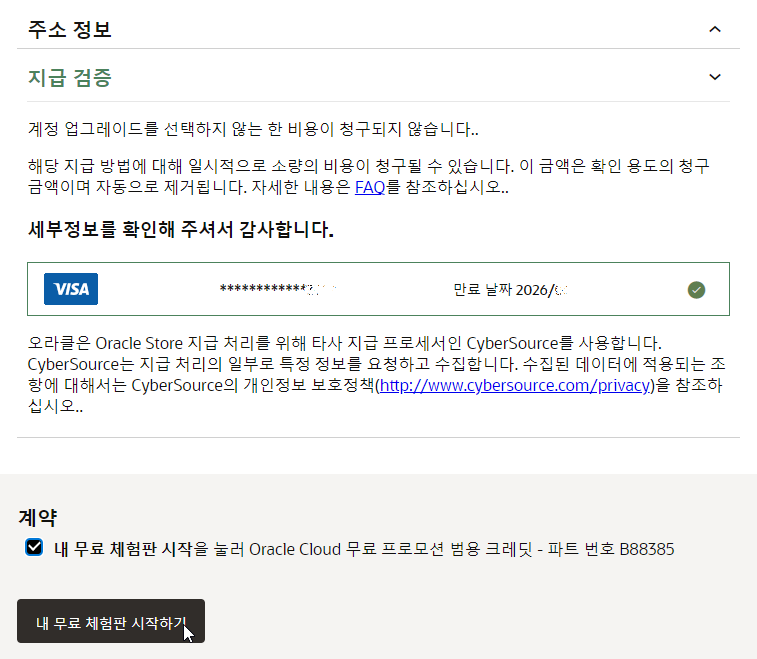 주소 정보
지급 검증
계정 업그레이드를 선택하지 않는 한 비용이 청구되지 않습니다..
해당 지급 방법에 대해 일시적으로 소량의 비용이 청구될 수 있습니다. 이 금액은 확인 용도의 청구
금액이며 자동으로 제거됩니다. 자세한 내용은 FAQ를 참조하십시오..
세부정보를 확인해 주셔서 감사합니다.
VISA ************ 만료 날짜 2026/
오라클은 Oracle Store 지급 처리를 위해 타사 지급 프로세서인 CyberSource를 사용합니다.
CyberSource는 지급 처리의 일부로 특정 정보를 요청하고 수집합니다. 수집된 데이터에 적용되는 조
항에 대해서는 CyberSource의 개인정보 보호정책(http://www.cybersource.com/privacy)을 참조하
십시오..
계약
내 무료 체험판 시작을 눌러 Oracle Cloud 무료 프로모션 범용 크레딧 - 파트 번호 B88385
내 무료 체험판 시작하기